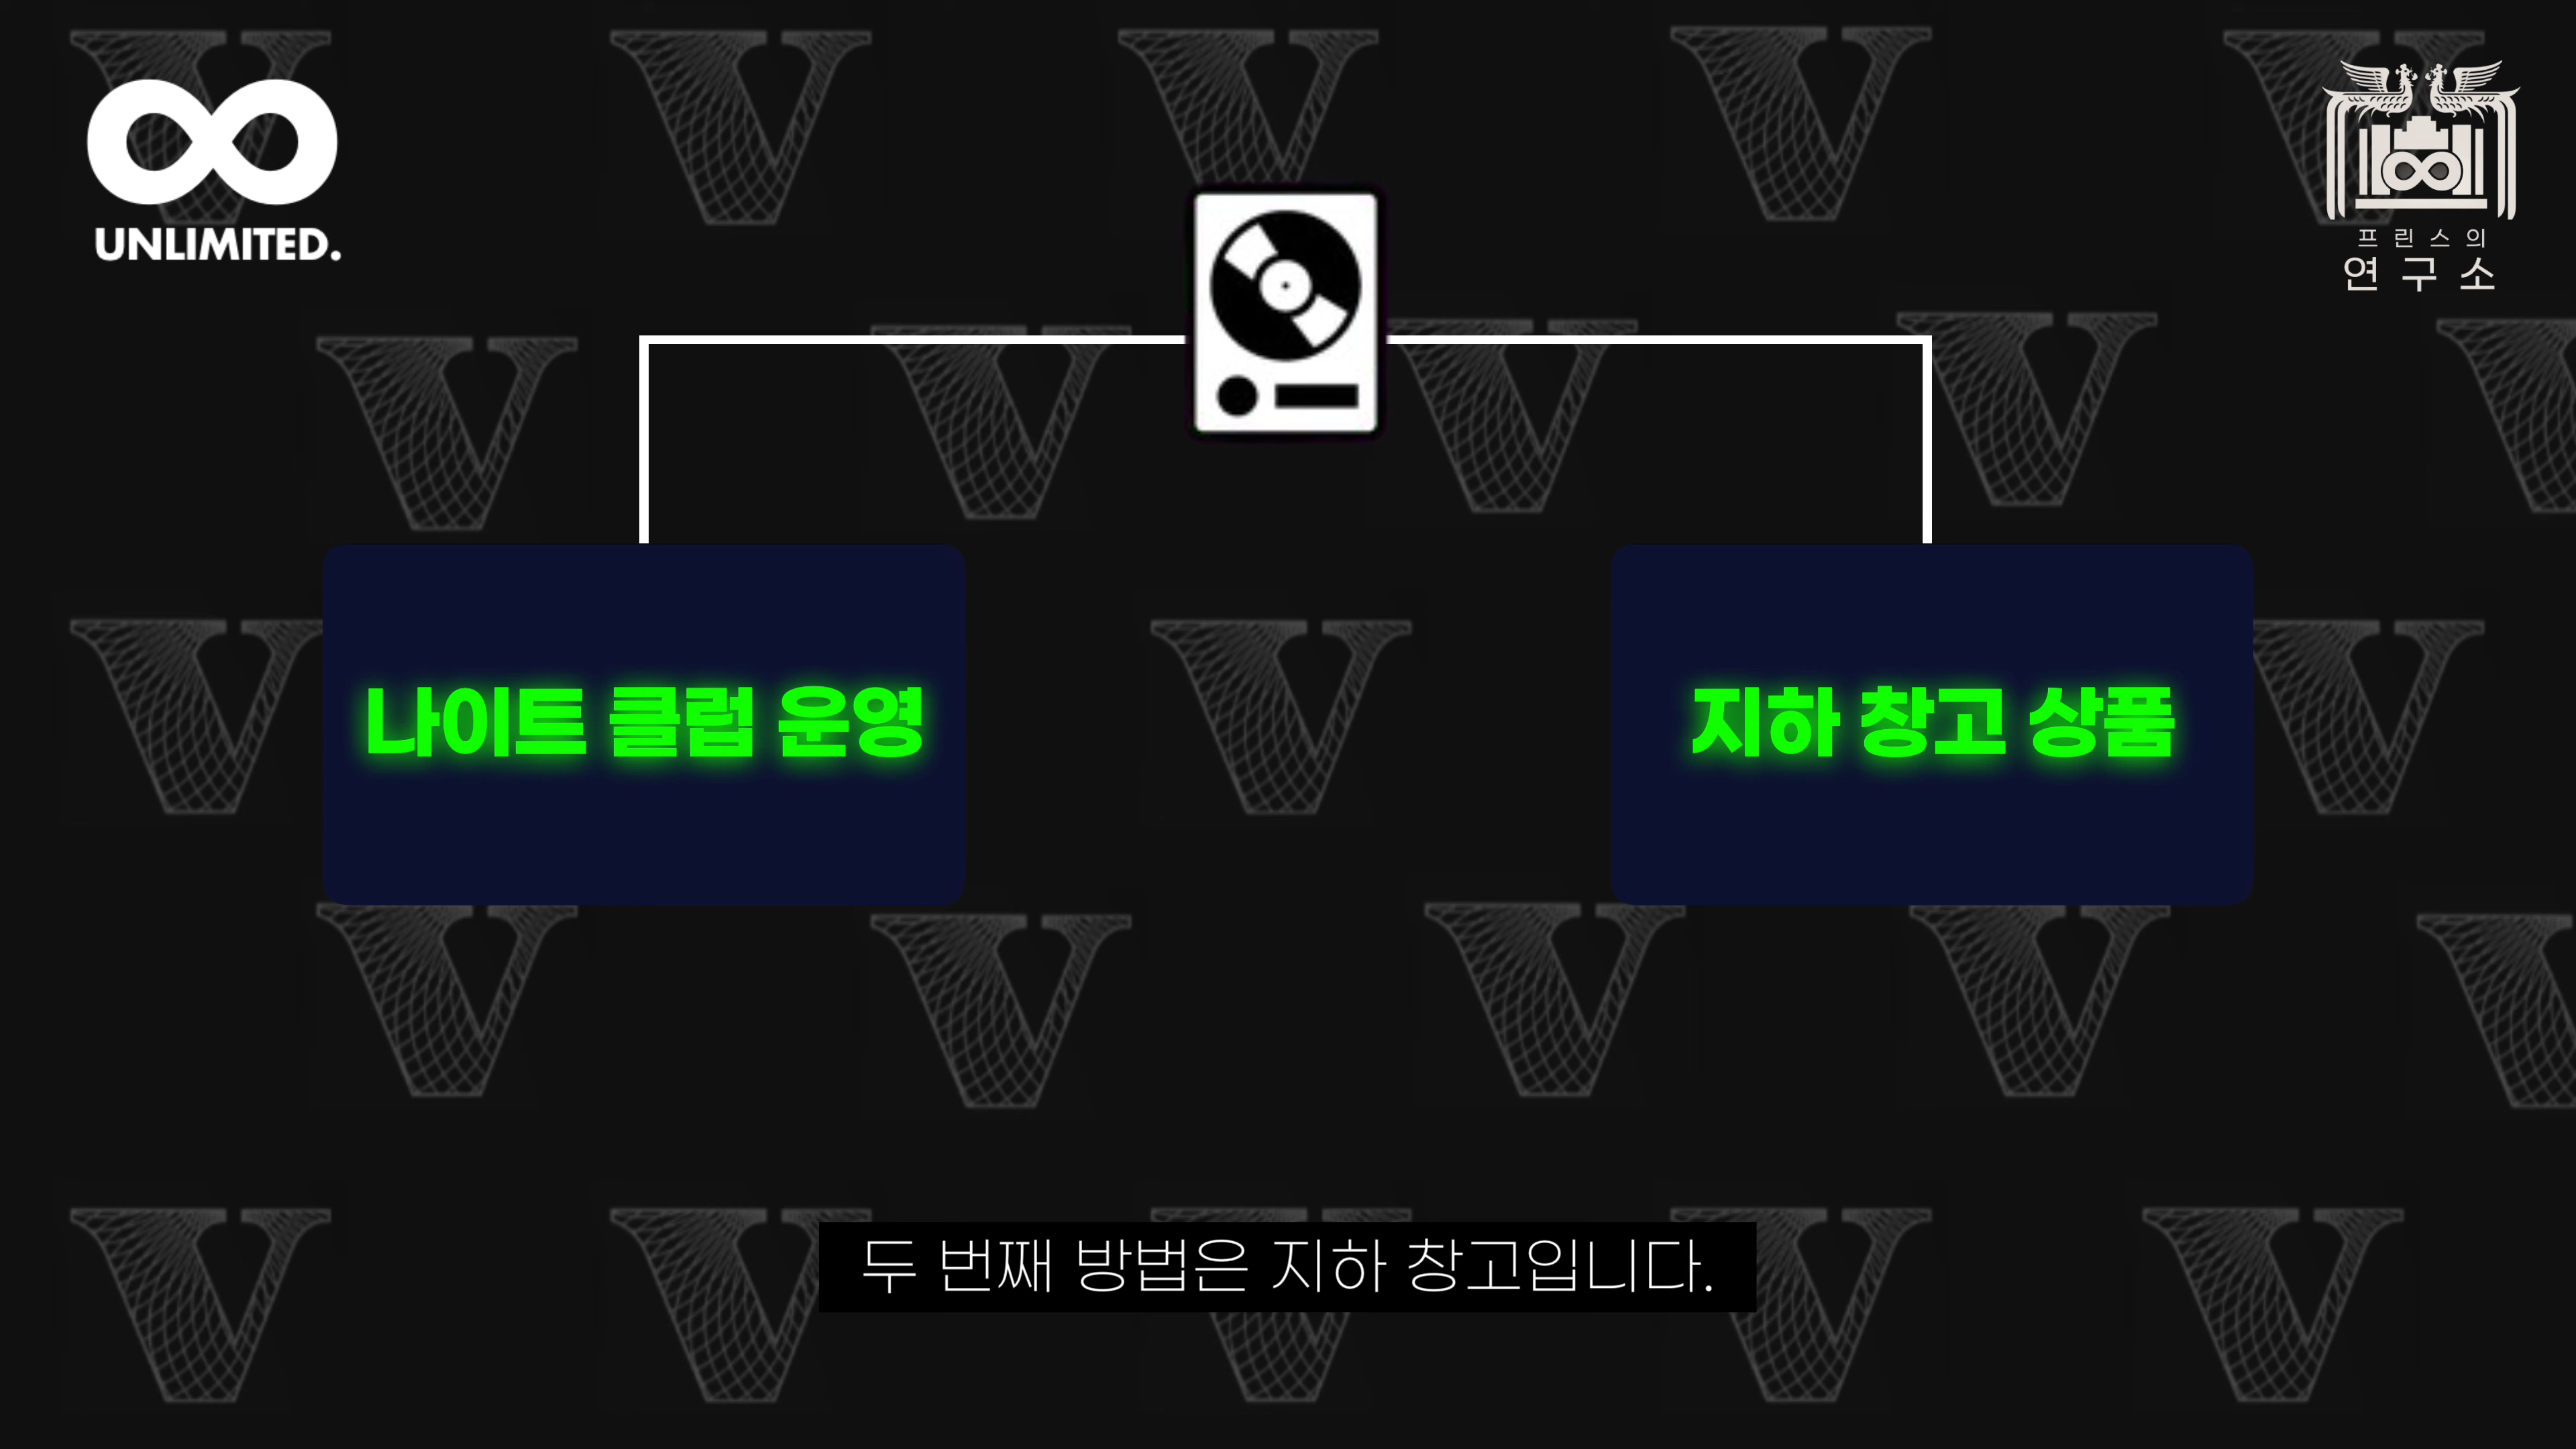 UNLIMITED.
프린스의
연구소
나이트 클럽 운영
지하 창고 상품
두 번째 방법은 지하 창고입니다.